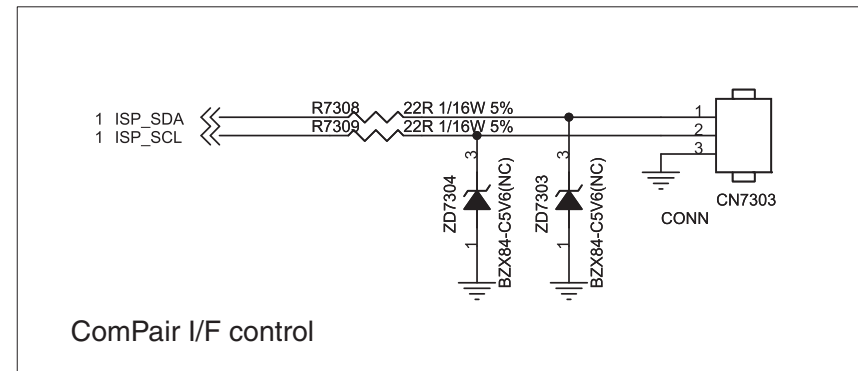 R7308 22R 1/16W 5%
1 ISP_SDA 1
R7309 22R 1/16W 5%
1 ISP_SCL 2
3
3 3
ZD7304
BZX84-C5V6(NC)
ZD7303
BZX84-C5V6(NC)
1 1
CN7303
CONN
ComPair I/F control